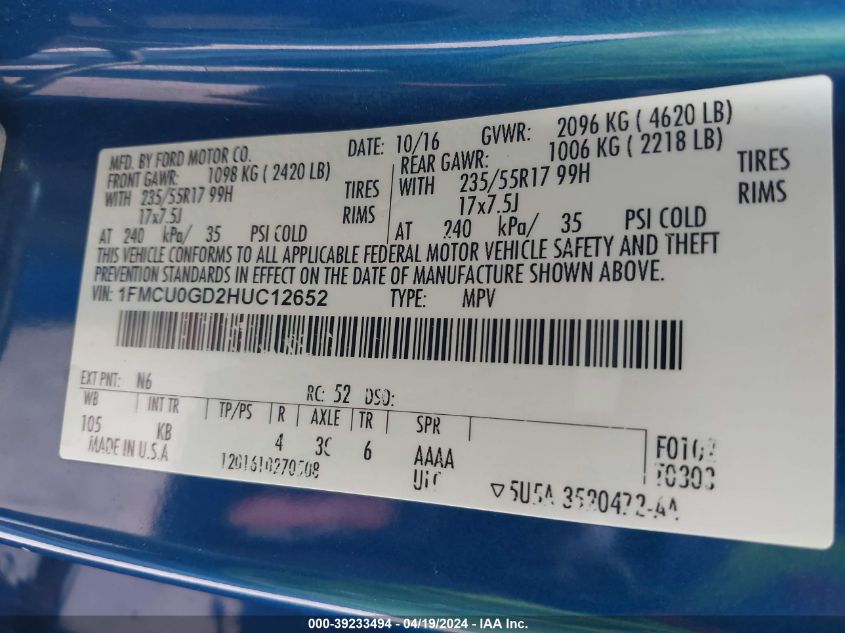 MFD. BY FORD MOTOR CO. DATE: 10/16 GVWR: 2096 KG ( 4620 LB)
FRONT GAWR: 1098 KG ( 2420 LB) REAR GAWR: 1006 KG ( 2218 LB)
WITH 235/55R17 99H TIRES WITH 235/55R17 99H TIRES
17x7.5J RIMS 17x7.5J RIMS
AT 240 kPa/ 35 PSI COLD AT 240 kPa/ 35 PSI COLD
THIS VEHICLE CONFORMS TO ALL APPLICABLE FEDERAL MOTOR VEHICLE SAFETY AND THEFT
PREVENTION STANDARDS IN EFFECT ON THE DATE OF MANUFACTURE SHOWN ABOVE.
VIN: 1FMCU0GD2HUC12652 TYPE: MPV
EXT PNT: N6 RC: 52 DSO:
WB INT TR TP/PS R AXLE TR SPR
105 KB 4 6 AAAA
MADE IN U.S.A
000-39233494 - 04/19/2024 - IAA Inc.